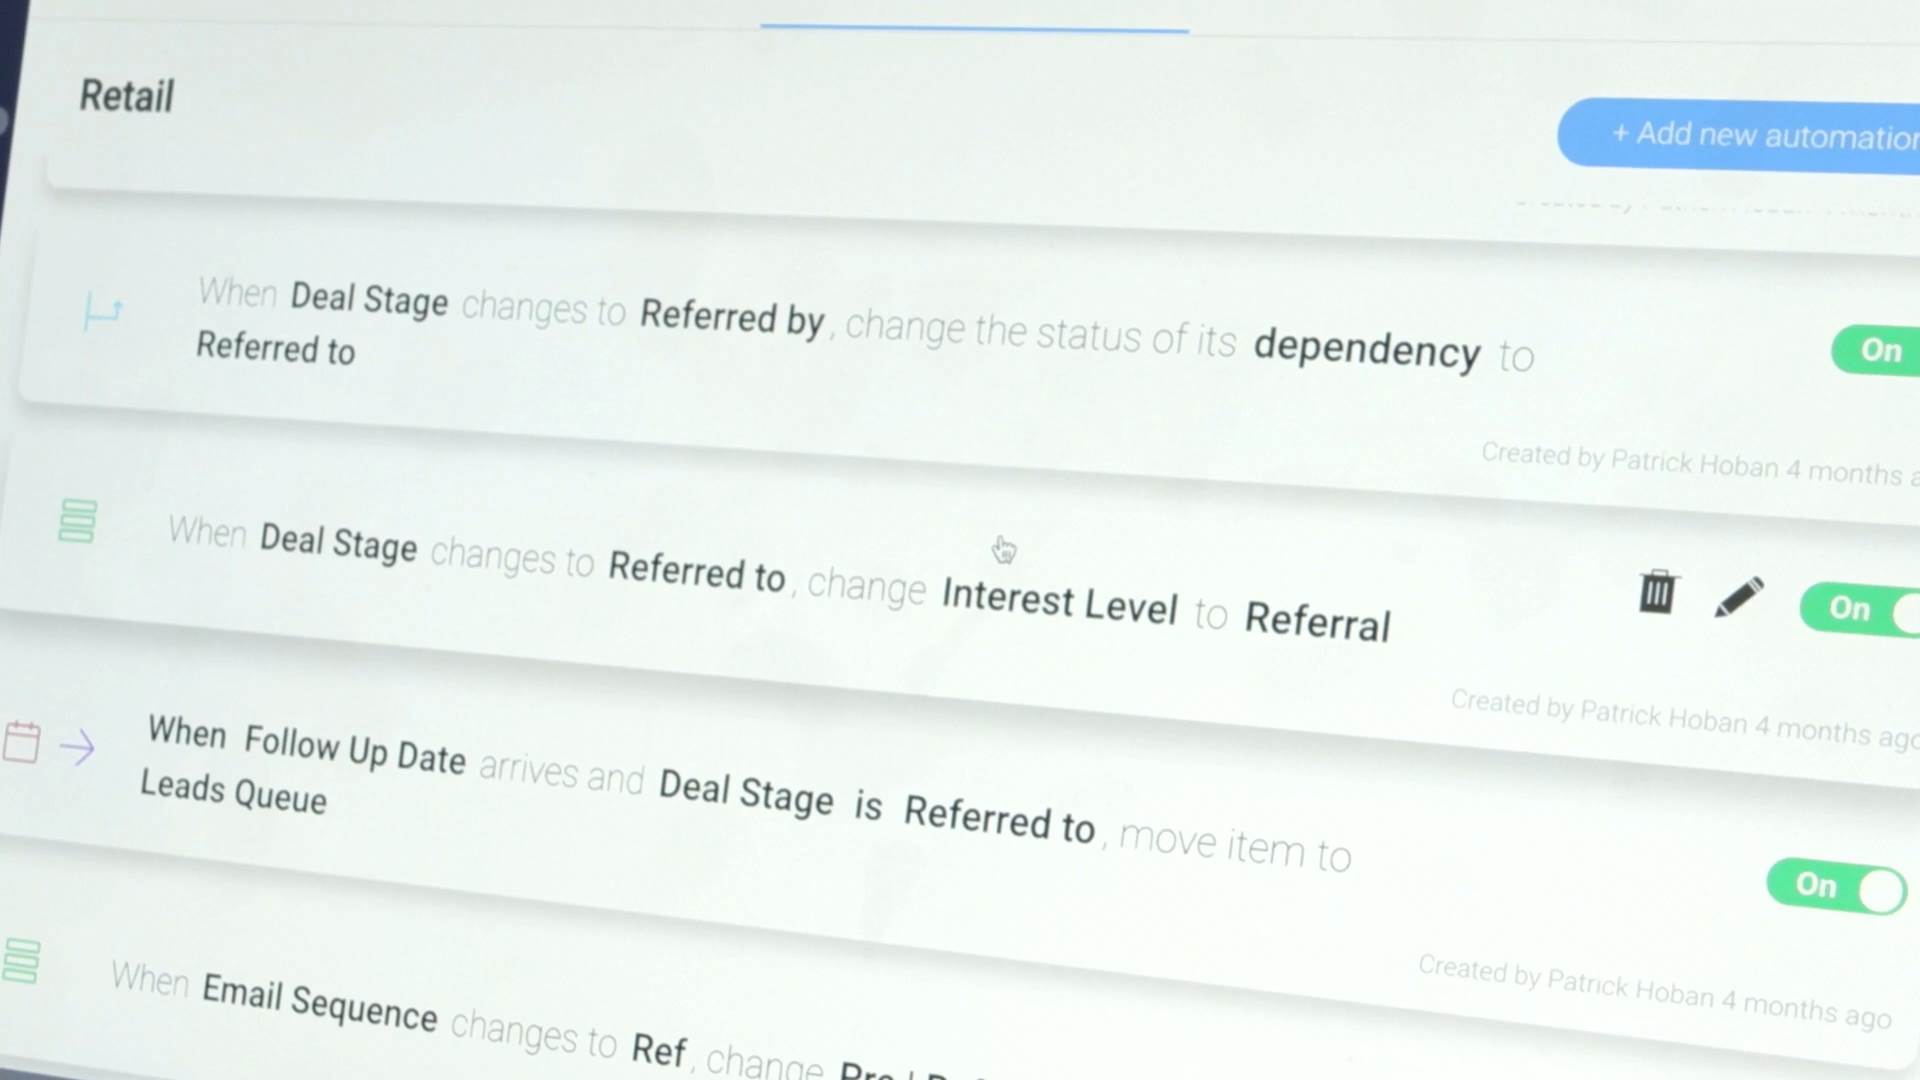 Retail
+ Add new automation
When Deal Stage changes to Referred by, change the status of its dependency to
Referred to
On
Created by Patrick Hoban 4 months a
When Deal Stage changes to Referred to, change Interest Level to Referral
On
Created by Patrick Hoban 4 months ago
When Follow Up Date arrives and Deal Stage is Referred to, move item to
Leads Queue
On
Created by Patrick Hoban 4 months ago
When Email Sequence changes to Ref, change